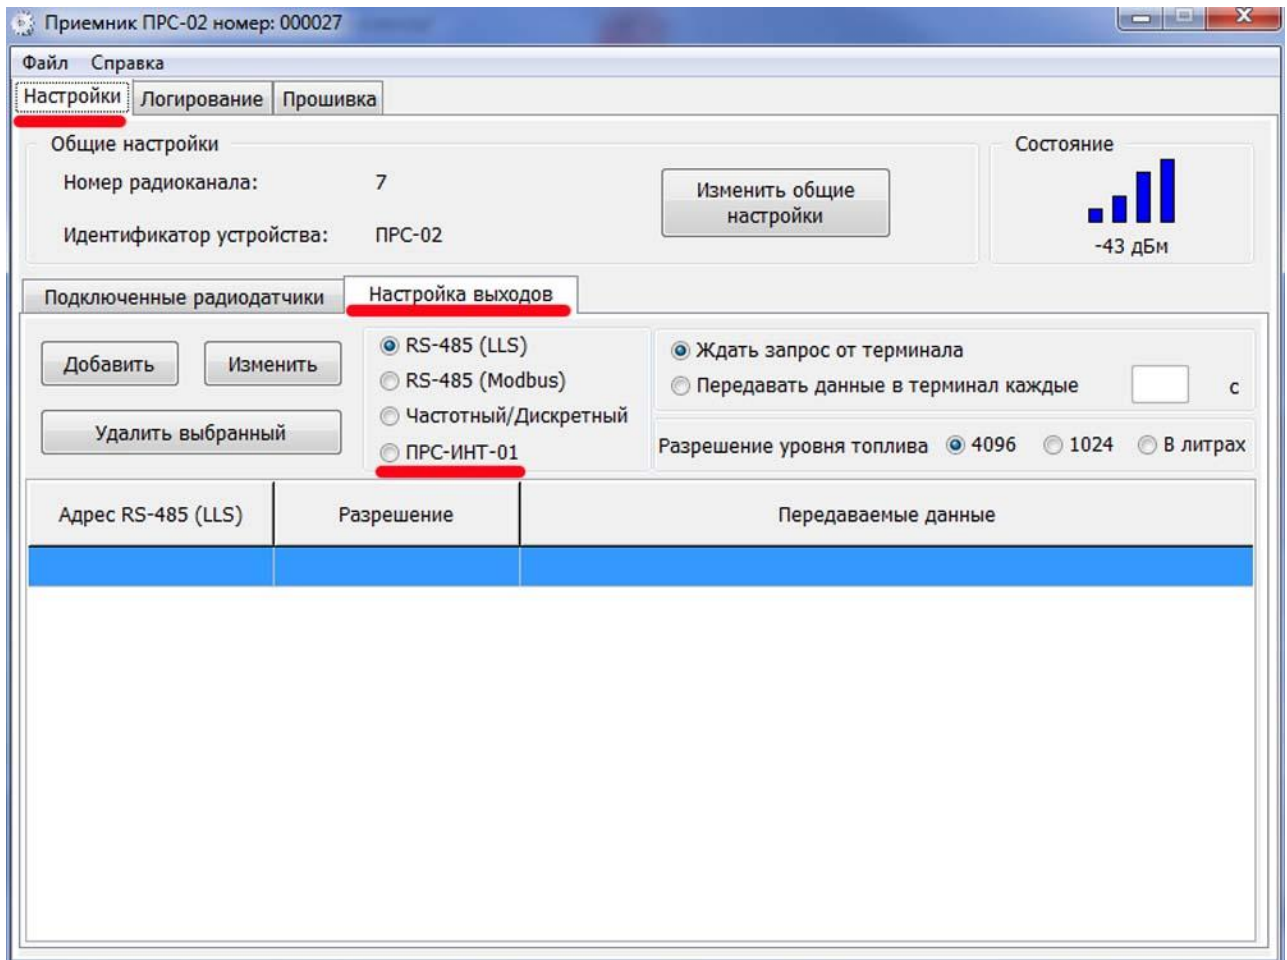 Приемник ПРС-02 номер: 000027
Файл Справка
Настройки Логирование Прошивка
Общие настройки
Номер радиоканала: 7
Идентификатор устройства: ПРС-02
Изменить общие
настройки
Состояние
-43 дБм
Подключенные радиодатчики Настройка выходов
Добавить Изменить
Удалить выбранный
RS-485 (LLS)
RS-485 (Modbus)
Частотный/Дискретный
ПРС-ИНТ-01
Ждать запрос от терминала
Передавать данные в терминал каждые с
Разрешение уровня топлива 4096 1024 В литрах
Адрес RS-485 (LLS) Разрешение Передаваемые данные